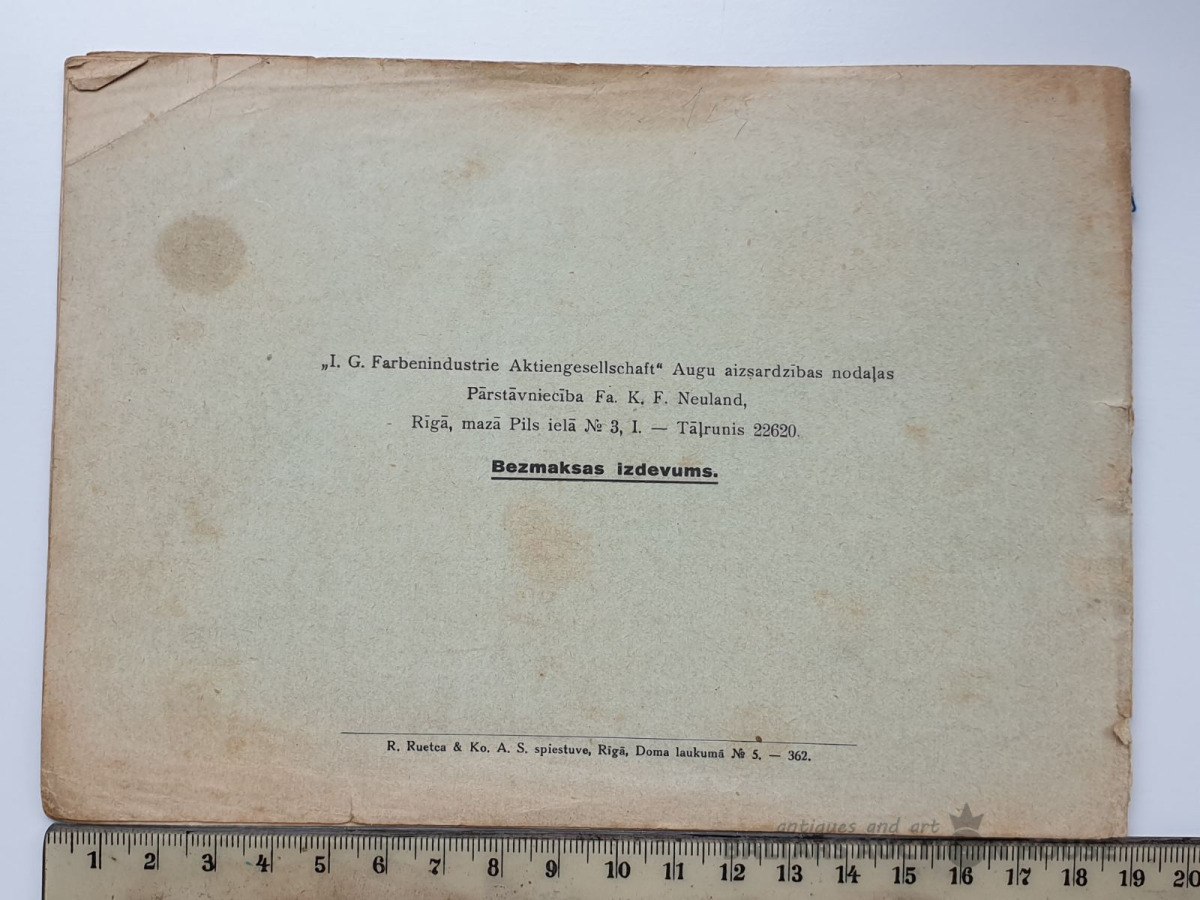 „I. G. Farbenindustrie Aktiengesellschaft“ Augu aizsardzības nodaļas
Pārstāvniecība Fa. K. F. Neuland,
Rīgā, mazā Pils ielā № 3, I. — Tāļrunis 22620.
Bezmaksas izdevums.
R. Ruetca & Ko. A. S. spiestuve, Rīgā, Doma laukumā № 5. — 362.
antiques and art
1 2 3 4 5 6 7 8 9 10 11 12 13 14 15 16 17 18 19 20